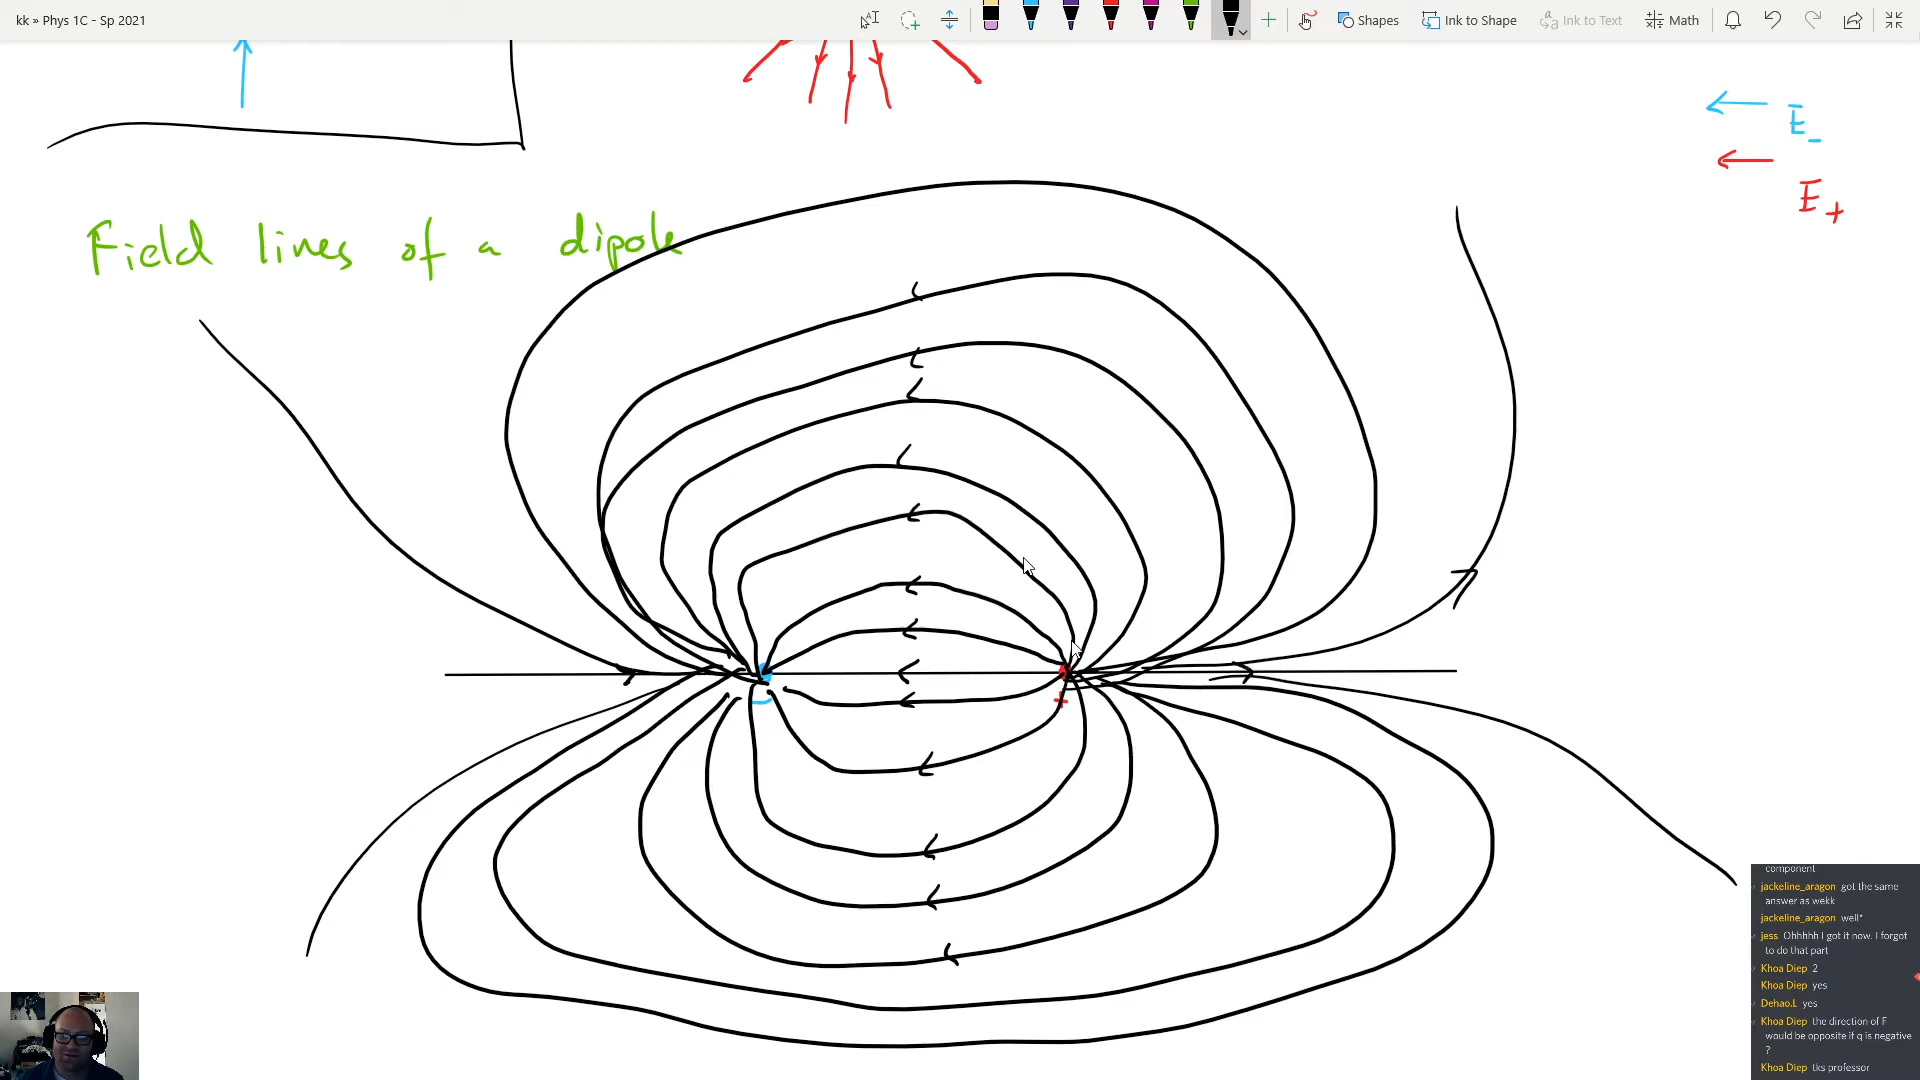 kk » Phys 1C - Sp 2021
Shapes
Ink to Shape
Ink to Text
Math
E_
E+
Field lines of a dipole
-
+
component
jackeline_aragon got the same
answer as wekk
jackeline_aragon well*
jess Ohhhhh I got it now. I forgot
to do that part
Khoa Diep 2
Khoa Diep yes
Dehao.L yes
Khoa Diep the direction of F
would be opposite if q is negative
?
Khoa Diep tks professor